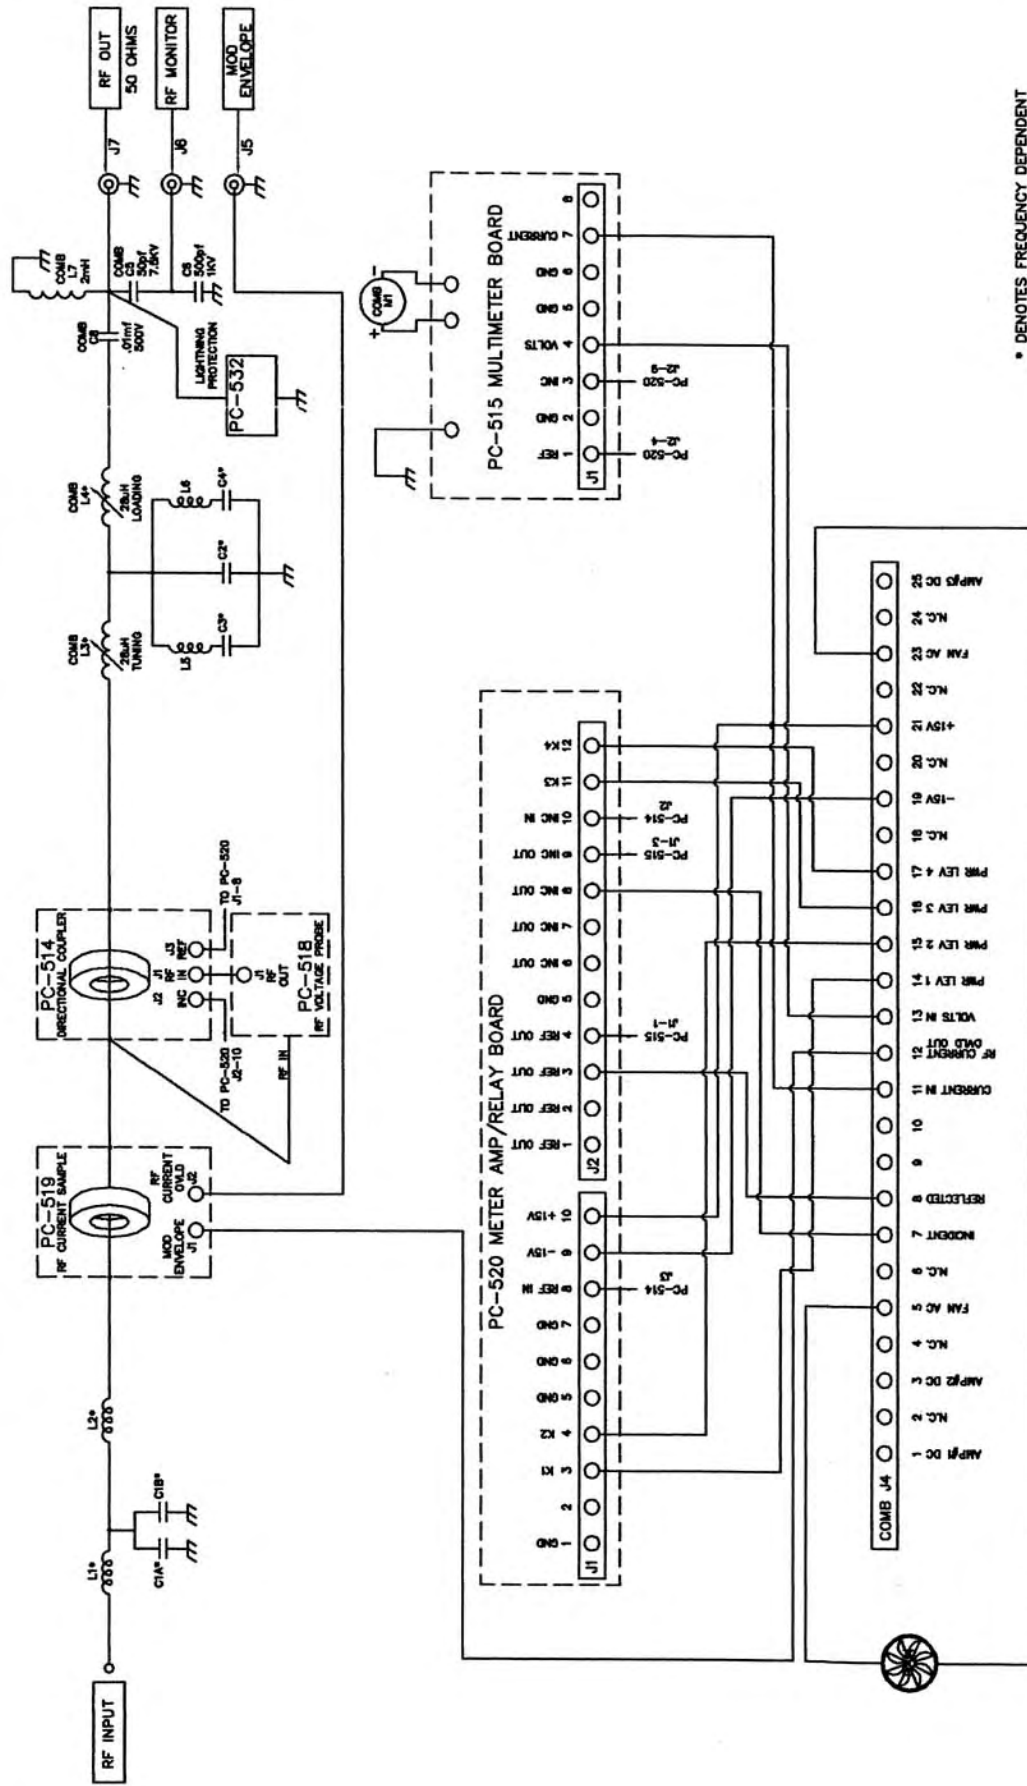 RF INPUT
L1*
C1A*
C1B*
L2*
PC-519
RF CURRENT SAMPLE
MOD
ENVELOPE
J1
RF
CURRENT
OVLD
J2
PC-514
DIRECTIONAL COUPLER
J2
INC
J1
RF
IN
J3
REF
TO PC-520
J2-10
TO PC-520
J1-8
J1
RF
OUT
PC-518
RF VOLTAGE PROBE
RF IN
COMB
L3*
28uH
TUNING
L5
C3*
C2*
L6
C4*
COMB
L4*
28uH
LOADING
COMB
C8
.01mf
500V
LIGHTNING
PROTECTION
PC-532
COMB
L7
2mH
COMB
C5
50pf
7.5KV
C6
500pf
1KV
J7
RF OUT
50 OHMS
J6
RF MONITOR
J5
MOD
ENVELOPE
PC-520 METER AMP/RELAY BOARD
J1
1 GND
2
3 K1
4 K2
5 GND
6 GND
7 GND
8 REF IN
9 -15V
10 +15V
PC-514
J3
J2
1 REF OUT
2 REF OUT
3 REF OUT
4 REF OUT
5 GND
6 INC OUT
7 INC OUT
8 INC OUT
9 INC OUT
10 INC IN
11 K3
12 K4
PC-515
J1-1
PC-515
J1-3
PC-514
J2
PC-515 MULTIMETER BOARD
+
COMB
M1
-
J1
1 REF
2 GND
3 INC
4 VOLTS
5 GND
6 GND
7 CURRENT
8
PC-520
J2-4
PC-520
J2-9
COMB J4
1 AMP#1 DC
2 N.C.
3 AMP#2 DC
4 N.C.
5 FAN AC
6 N.C.
7 INCIDENT
8 REFLECTED
9
10
11 CURRENT IN
12 RF CURRENT
OVLD OUT
13 VOLTS IN
14 PWR LEV 1
15 PWR LEV 2
16 PWR LEV 3
17 PWR LEV 4
18 N.C.
19 -15V
20 N.C.
21 +15V
22 N.C.
23 FAN AC
24 N.C.
25 AMP#3 DC
* DENOTES FREQUENCY DEPENDENT